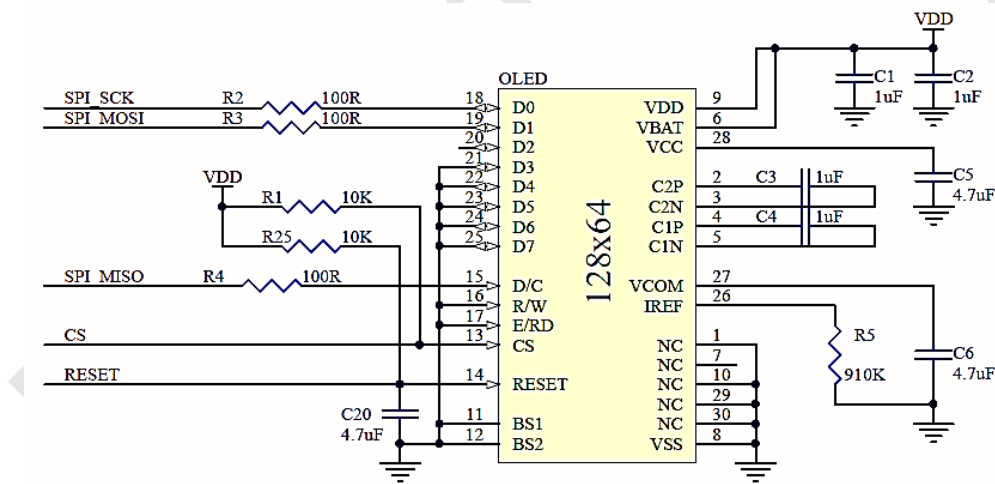 VDD
OLED
C1
1uF
C2
1uF
SPI_SCK R2 100R 18 D0 VDD 9
SPI_MOSI R3 100R 19 D1 VBAT 6
20 D2 VCC 28
21 D3
VDD 22 D4 C2P 2 C3 1uF C5
R1 10K 23 D5 C2N 3 4.7uF
24 D6 C1P 4 C4 1uF
R25 10K 25 D7 C1N 5
128x64
SPI_MISO R4 100R 15 D/C VCOM 27
16 R/W IREF 26
17 E/RD
CS 13 CS NC 1 R5 C6
NC 7 4.7uF
RESET 14 RESET NC 10 910K
NC 29
C20 11 BS1 NC 30
4.7uF 12 BS2 VSS 8